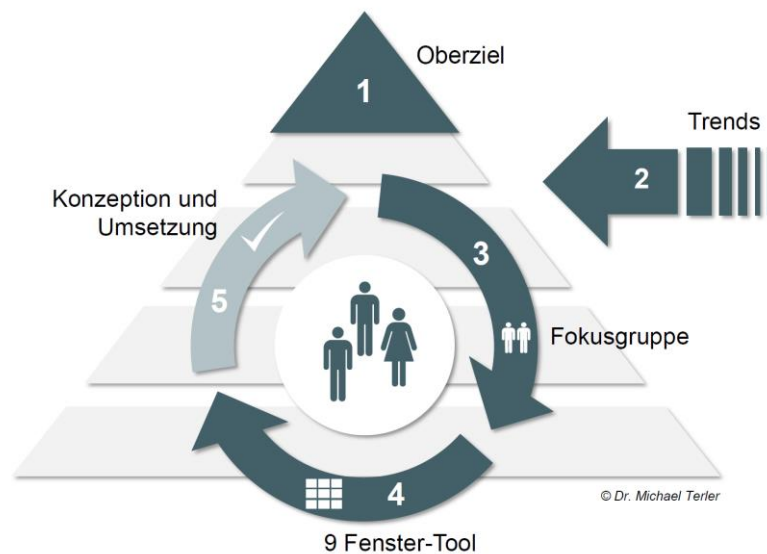 Oberziel
1
Trends
2
Konzeption und
Umsetzung
3
5
Fokusgruppe
4
© Dr. Michael Terler
9 Fenster-Tool